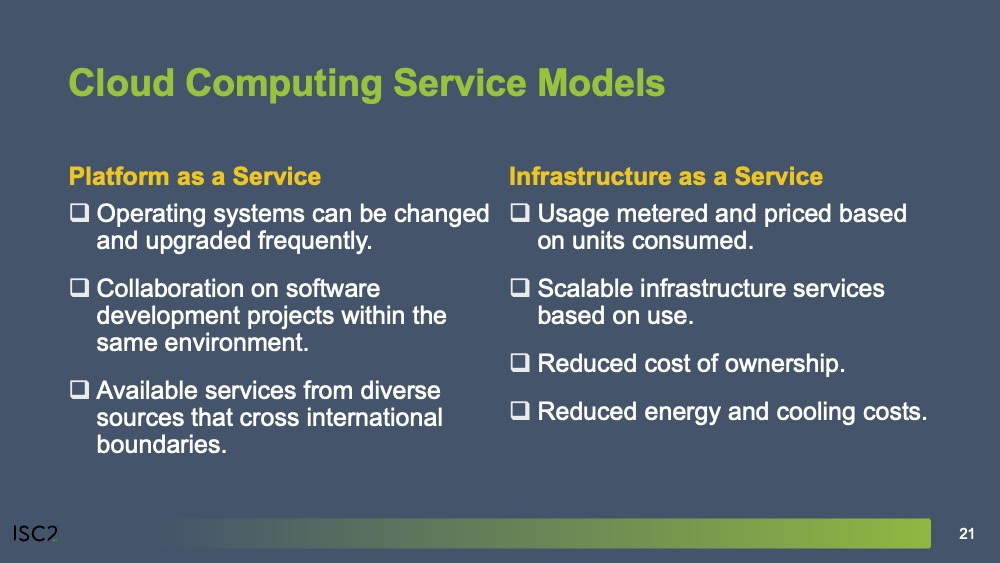 Cloud Computing Service Models
Platform as a Service
Operating systems can be changed
and upgraded frequently.
Collaboration on software
development projects within the
same environment.
Available services from diverse
sources that cross international
boundaries.
Infrastructure as a Service
Usage metered and priced based
on units consumed.
Scalable infrastructure services
based on use.
Reduced cost of ownership.
Reduced energy and cooling costs.
ISC2
21